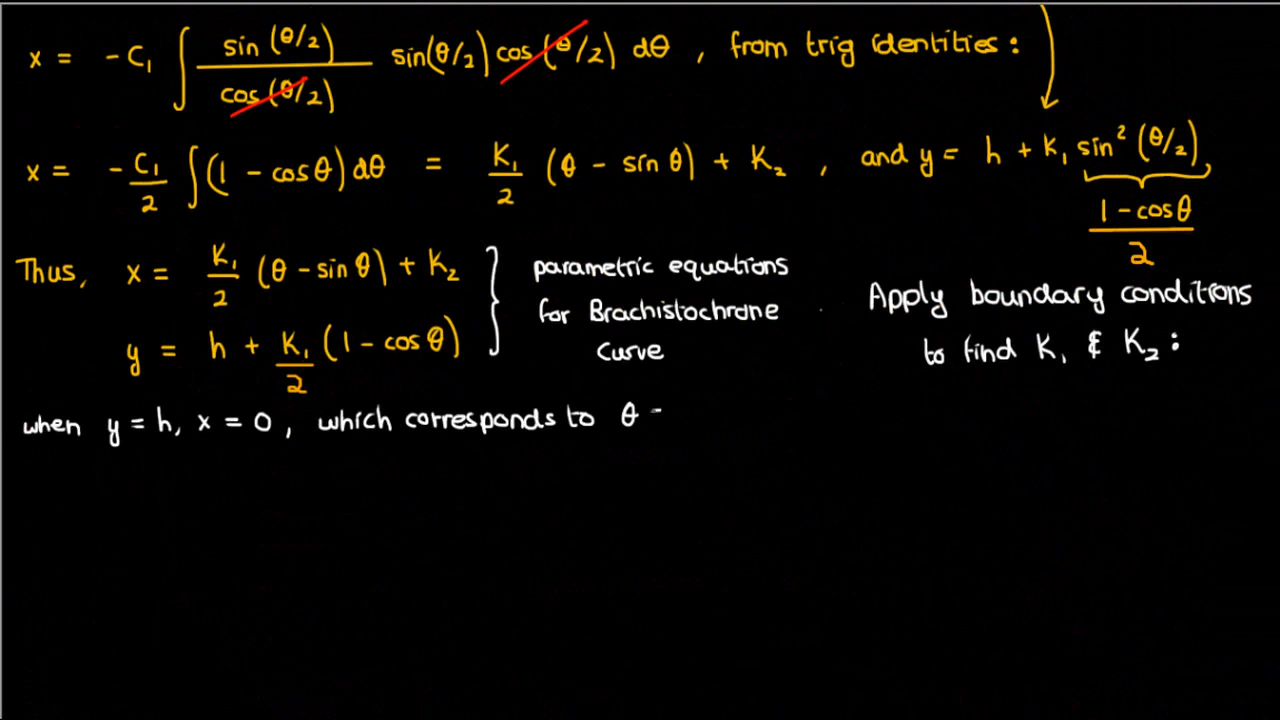 x = -C₁ ∫ sin(θ/2) / cos(θ/2) sin(θ/2) cos(θ/2) dθ , from trig identities :
x = -C₁/2 ∫ (1 - cosθ) dθ = K₁/2 (θ - sin θ) + K₂ , and y = h + K₁ sin² (θ/2),
1 - cosθ / 2
Thus, x = K₁/2 (θ - sin θ) + K₂
y = h + K₁/2 (1 - cos θ)
parametric equations
for Brachistochrone
Curve
Apply boundary conditions
to find K₁ & K₂ :
when y = h, x = 0 , which corresponds to θ -